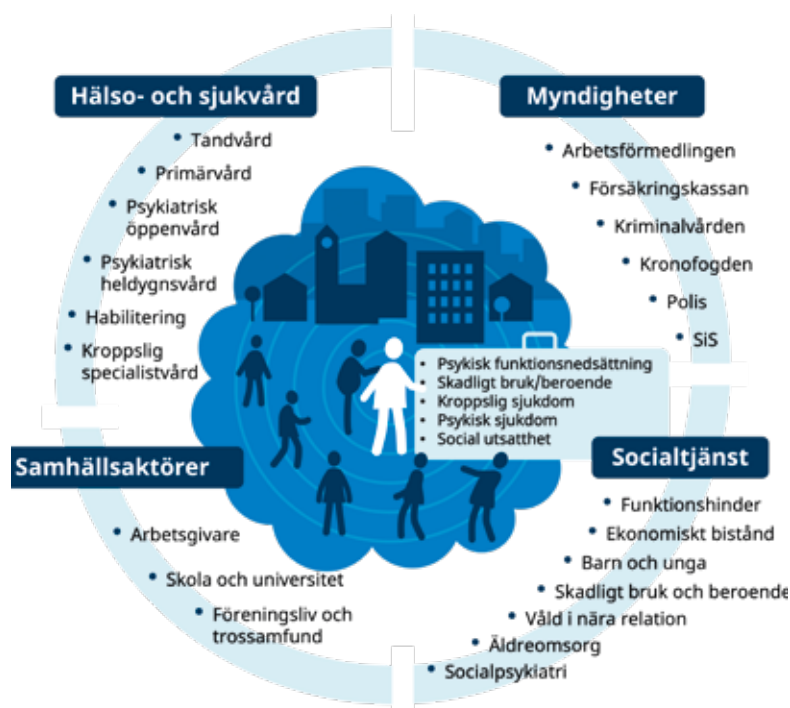 Hälso- och sjukvård
• Tandvård
• Primärvård
• Psykiatrisk
öppenvård
• Psykiatrisk
heldygnsvård
• Habilitering
• Kroppslig
specialistvård
Myndigheter
• Arbetsförmedlingen
• Försäkringskassan
• Kriminalvården
• Kronofogden
• Polis
• SiS
• Psykisk funktionsnedsättning
• Skadligt bruk/beroende
• Kroppslig sjukdom
• Psykisk sjukdom
• Social utsatthet
Samhällsaktörer
• Arbetsgivare
• Skola och universitet
• Föreningsliv och
trossamfund
Socialtjänst
• Funktionshinder
• Ekonomiskt bistånd
• Barn och unga
• Skadligt bruk och beroende
• Våld i nära relation
• Äldreomsorg
• Socialpsykiatri